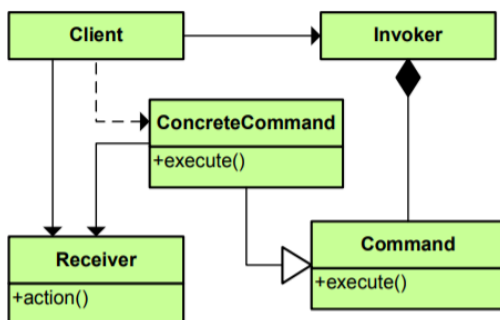 Client
Invoker
ConcreteCommand
+execute()
Receiver
+action()
Command
+execute()